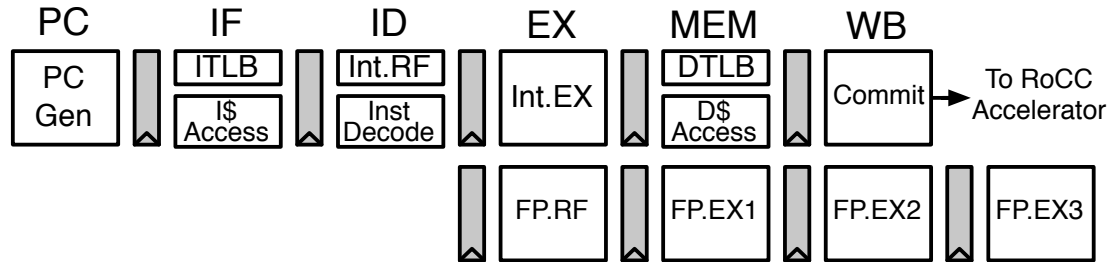 PC IF ID EX MEM WB
PC
Gen
ITLB
I$
Access
Int.RF
Inst
Decode
Int.EX
DTLB
D$
Access
Commit
To RoCC
Accelerator
FP.RF FP.EX1 FP.EX2 FP.EX3